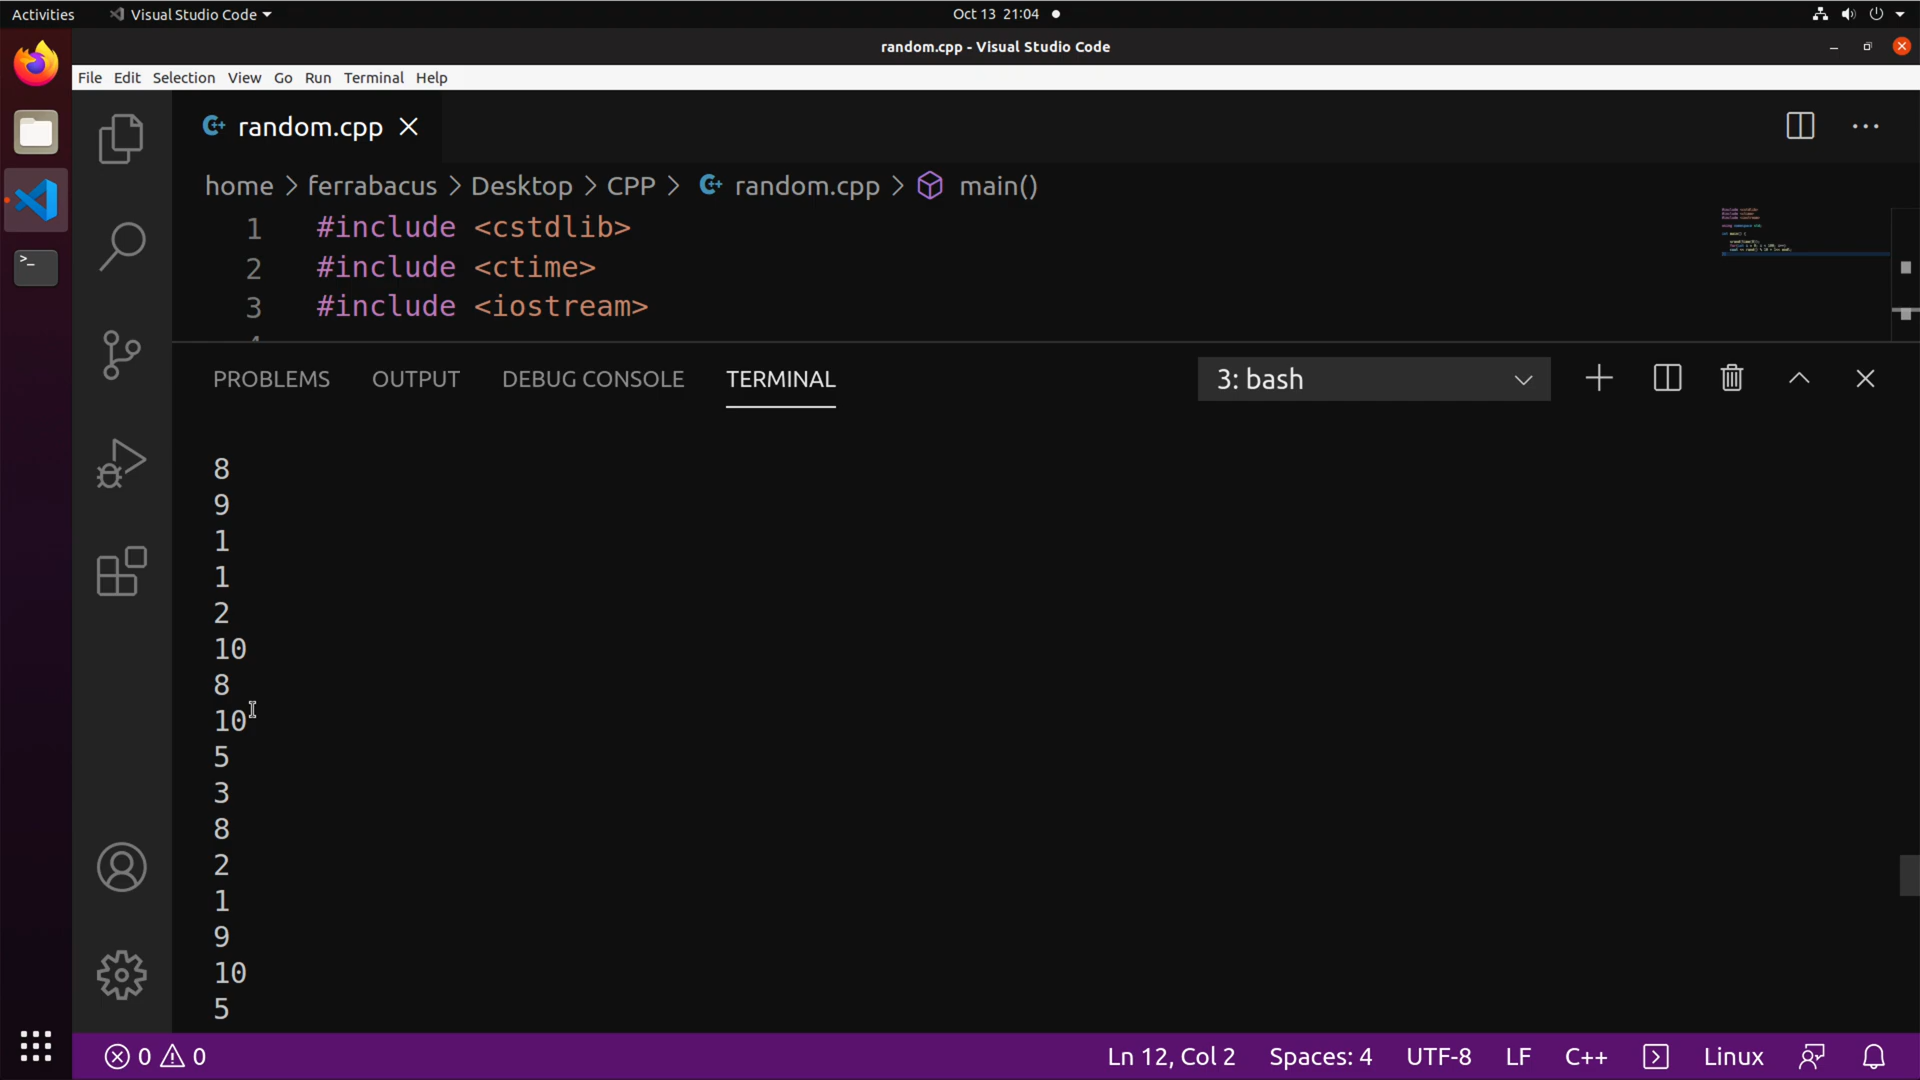 Activities Visual Studio Code Oct 13 21:04
random.cpp - Visual Studio Code
File Edit Selection View Go Run Terminal Help
random.cpp
home > ferrabacus > Desktop > CPP > random.cpp > main()
1 #include <cstdlib>
2 #include <ctime>
3 #include <iostream>
PROBLEMS OUTPUT DEBUG CONSOLE TERMINAL 3: bash
8
9
1
1
2
10
8
10
5
3
8
2
1
9
10
5
0 0 Ln 12, Col 2 Spaces: 4 UTF-8 LF C++ Linux